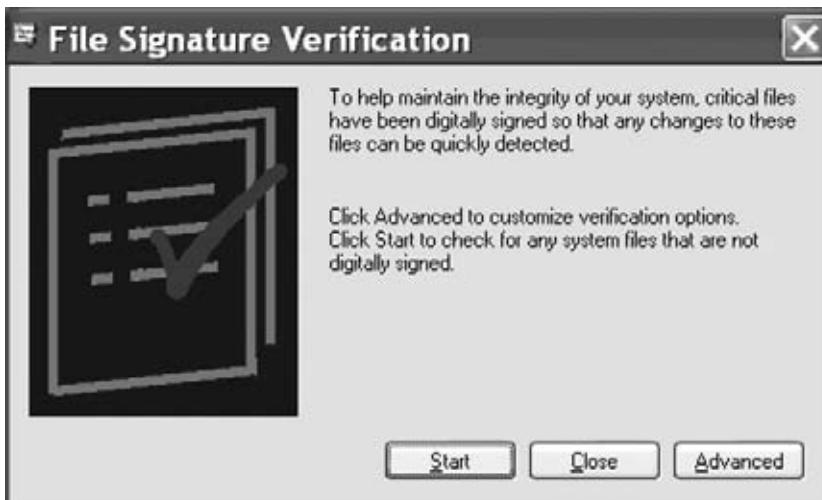 File Signature Verification
To help maintain the integrity of your system, critical files
have been digitally signed so that any changes to these
files can be quickly detected.
Click Advanced to customize verification options.
Click Start to check for any system files that are not
digitally signed.
Start
Close
Advanced